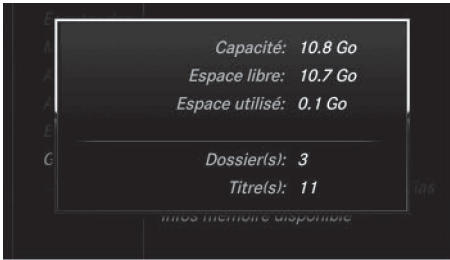 Capacité: 10.8 Go
Espace libre: 10.7 Go
Espace utilisé: 0.1 Go
Dossier(s): 3
Titre(s): 11
Infos mémoire disponible